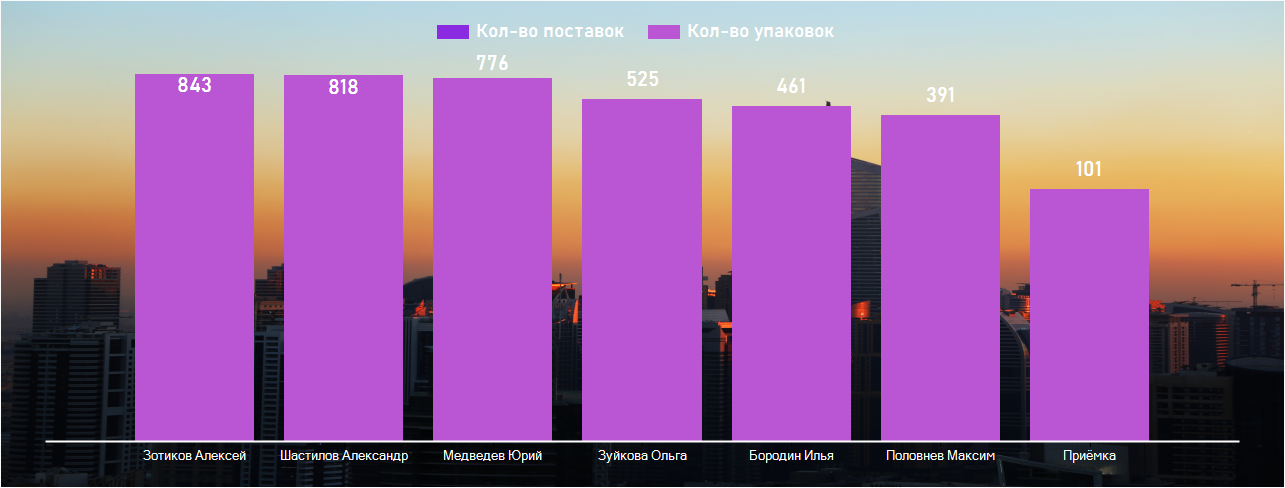 Кол-во поставок Кол-во упаковок
843 818 776 525 461 391 101
Зотиков Алексей Шастилов Александр Медведев Юрий Зуйкова Ольга Бородин Илья Половнев Максим Приёмка